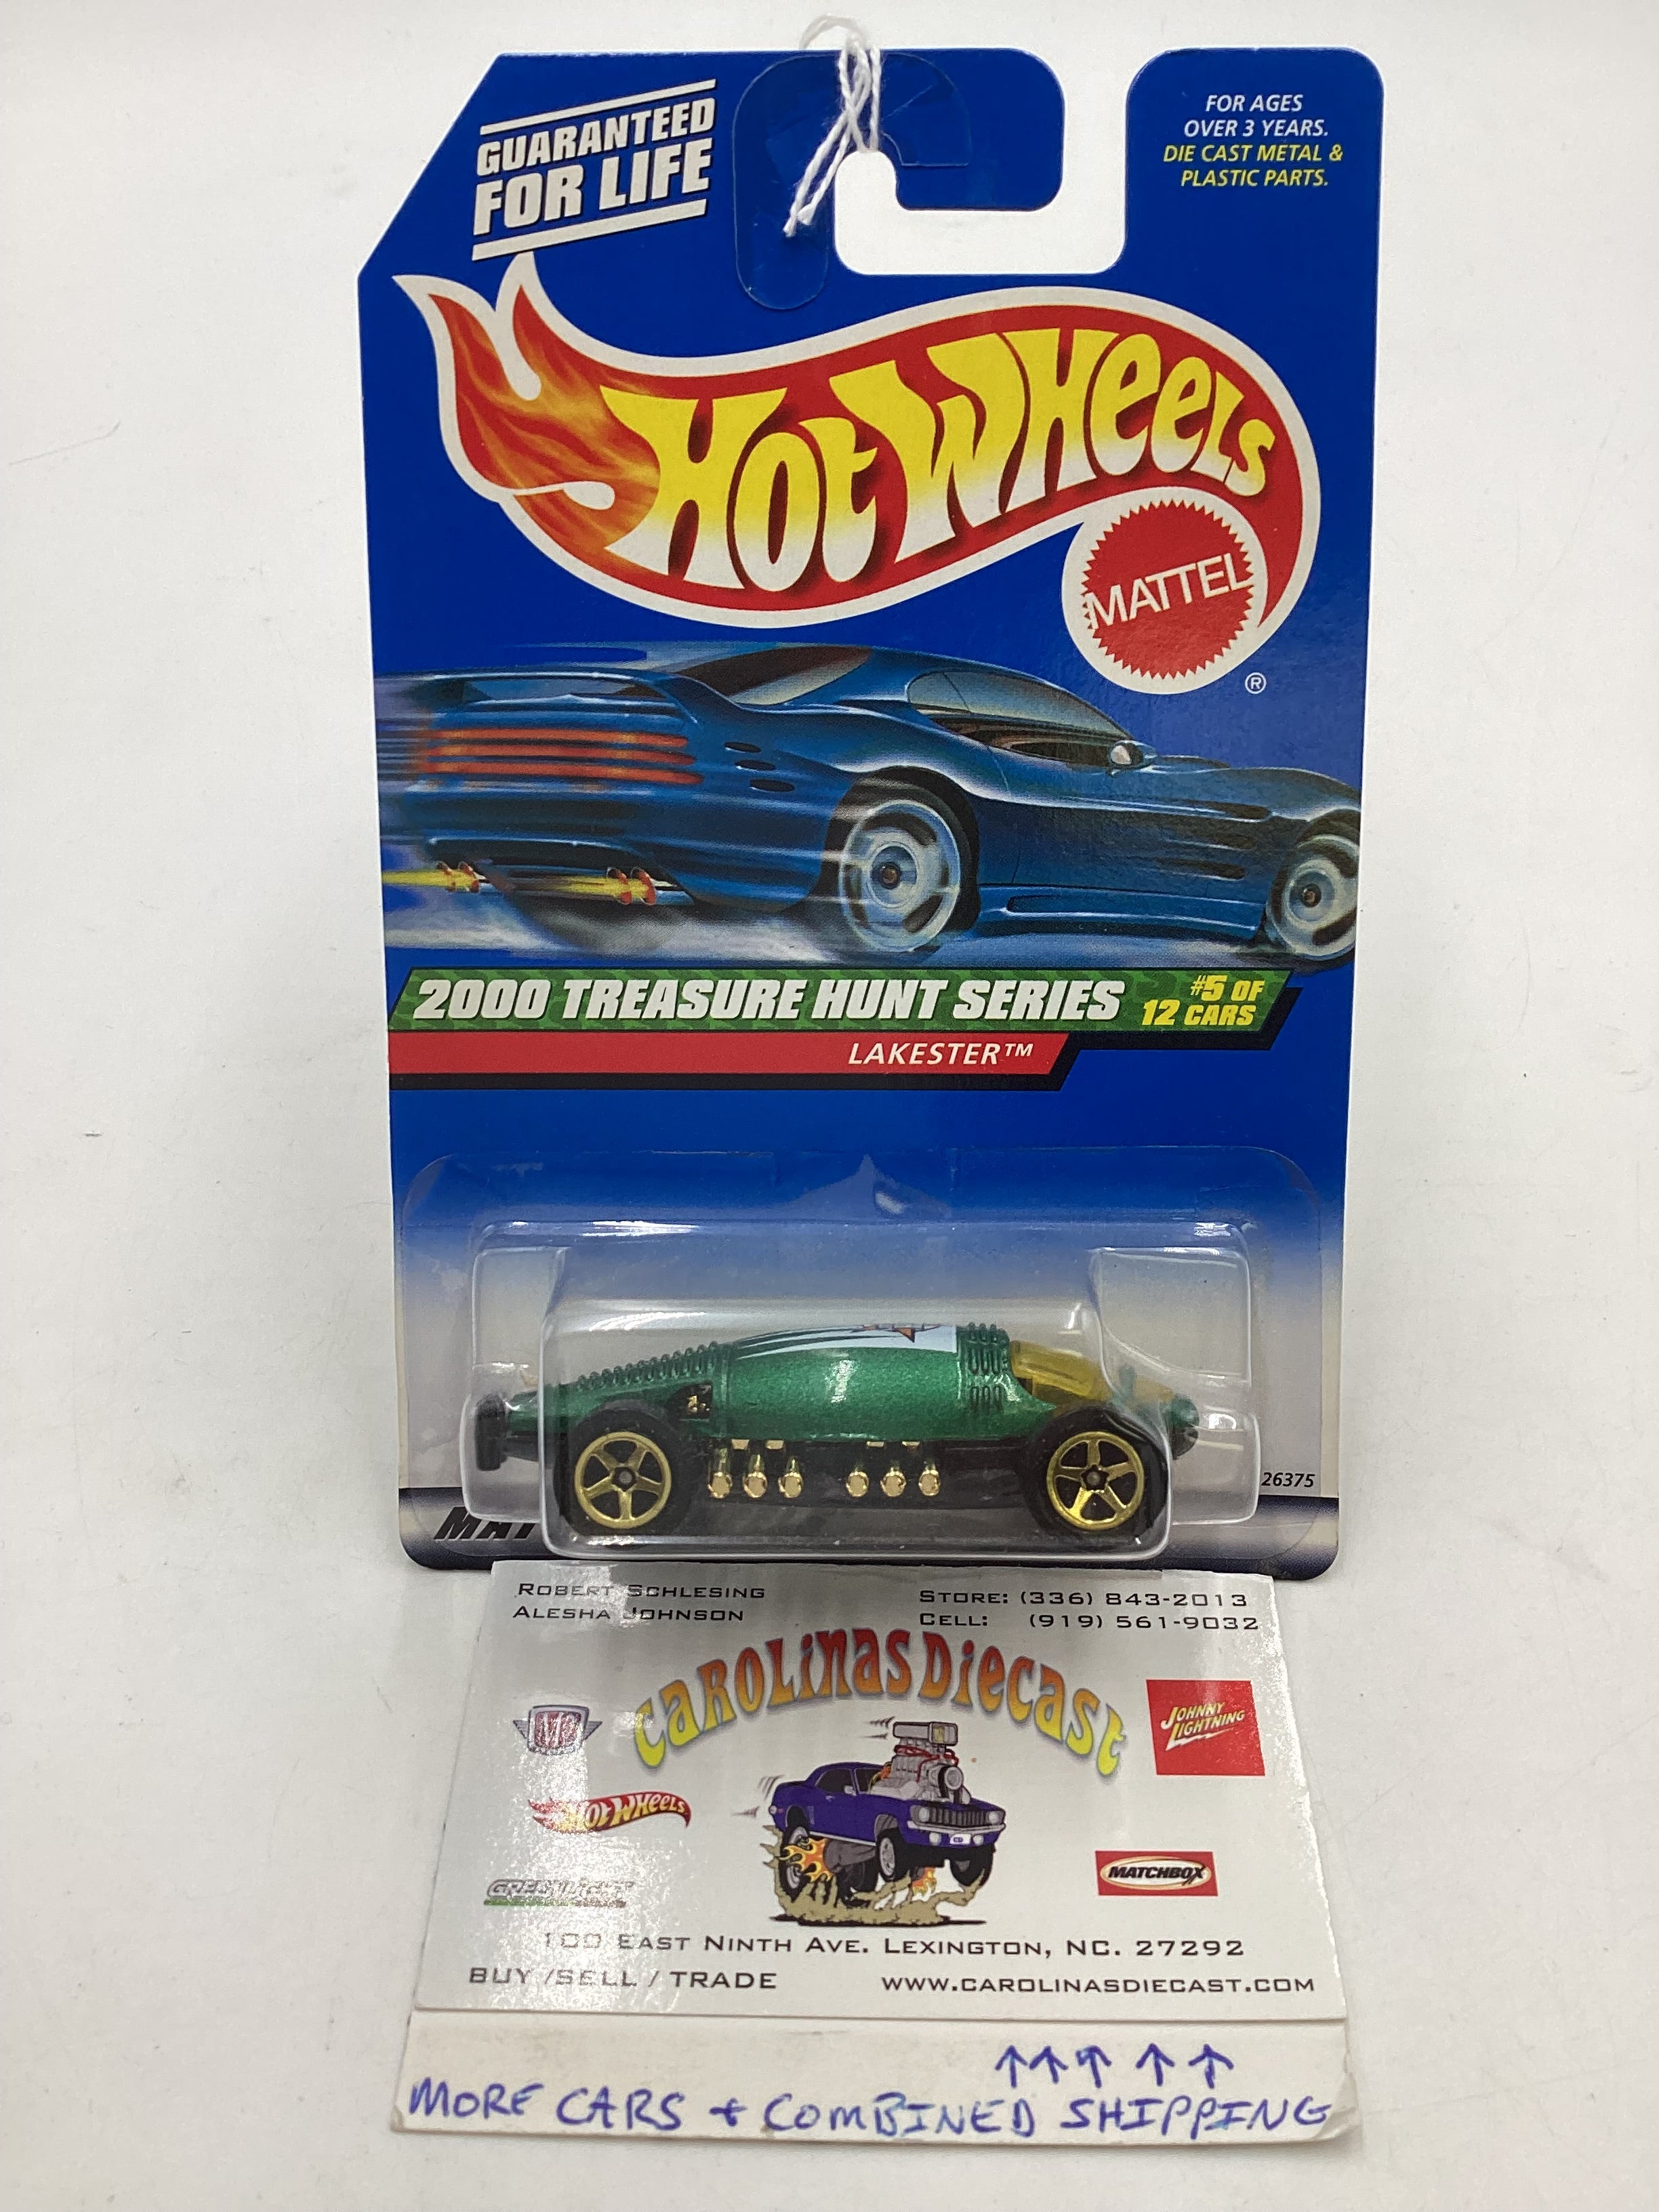 GUARANTEED
FOR LIFE
FOR AGES
OVER 3 YEARS.
DIE CAST METAL &
PLASTIC PARTS.
HOT WHEELS
MATTEL
®
2000 TREASURE HUNT SERIES
#5 OF
12 CARS
LAKESTER™
26375
ROBERT SCHLESING
ALESHA JOHNSON
STORE: (336) 843-2013
CELL: (919) 561-9032
CAROLINAS DIECAST
JOHNNY
LIGHTNING
HOT WHEELS
MATCHBOX
GREENLIGHT
100 EAST NINTH AVE. LEXINGTON, NC. 27292
BUY /SELL / TRADE
WWW.CAROLINASDIECAST.COM
↑↑↑ ↑ ↑
MORE CARS + COMBINED SHIPPING